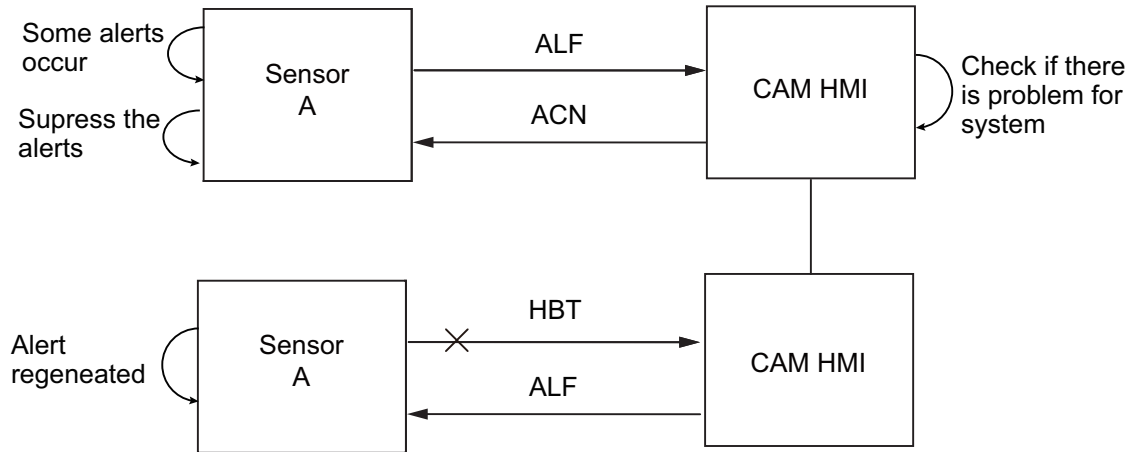 Some alerts
occur
Supress the
alerts
Sensor
A
ALF
ACN
CAM HMI
Check if there
is problem for
system
Alert
regeneated
Sensor
A
HBT
ALF
CAM HMI